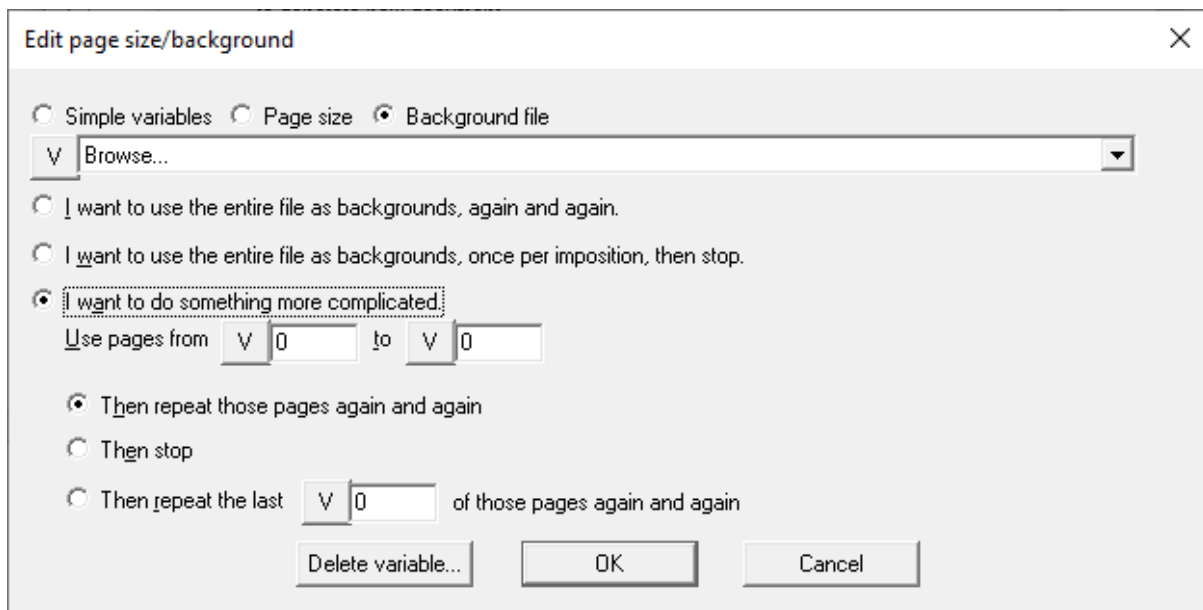 Edit page size/background
Simple variables Page size Background file
V Browse...
I want to use the entire file as backgrounds, again and again.
I want to use the entire file as backgrounds, once per imposition, then stop.
I want to do something more complicated.
Use pages from V 0 to V 0
Then repeat those pages again and again
Then stop
Then repeat the last V 0 of those pages again and again
Delete variable... OK Cancel